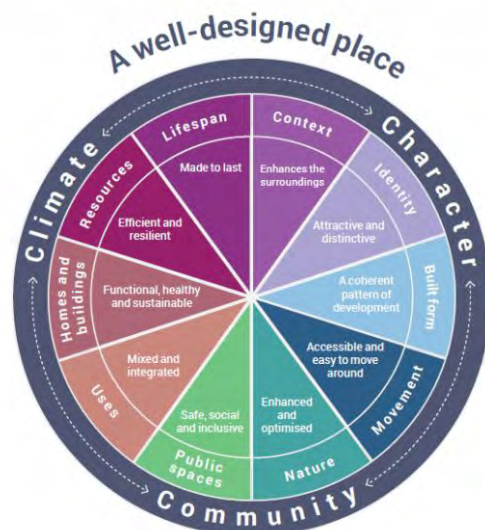 A well-designed place
Climate
Character
Community
Context
Enhances the
surroundings
Identity
Attractive and
distinctive
Built form
A coherent
pattern of
development
Movement
Accessible and
easy to move
around
Nature
Enhanced
and
optimised
Public
spaces
Safe, social
and inclusive
Uses
Mixed and
integrated
Homes and
buildings
Functional, healthy
and sustainable
Resources
Efficient and
resilient
Lifespan
Made to last